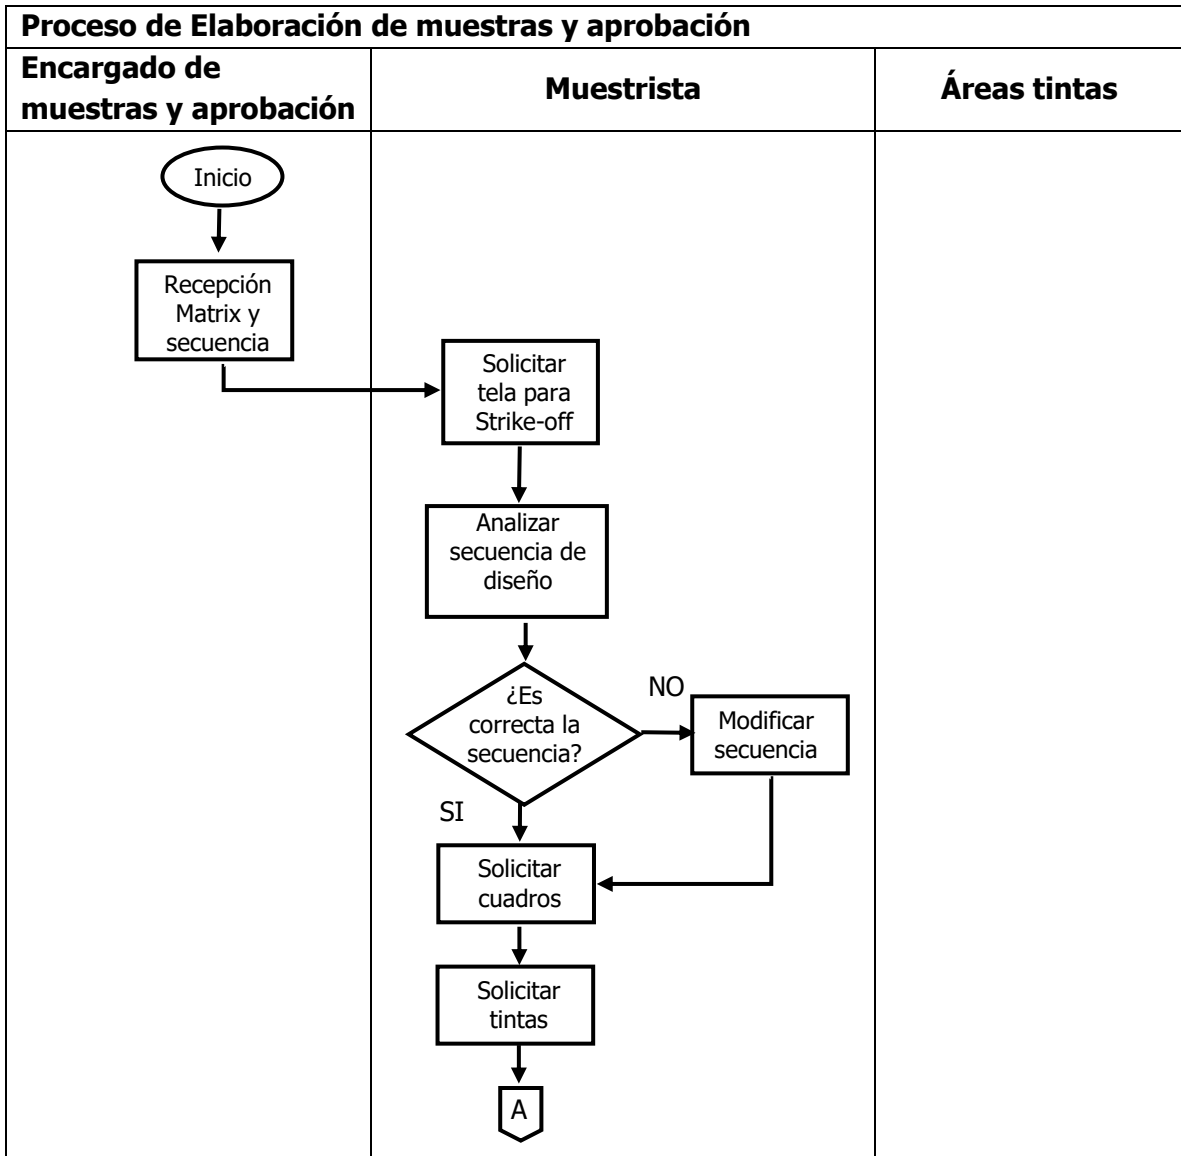 Proceso de Elaboración de muestras y aprobación
Encargado de
muestras y aprobación
Muestrista
Áreas tintas
Inicio
Recepción
Matrix y
secuencia
Solicitar
tela para
Strike-off
Analizar
secuencia de
diseño
¿Es
correcta la
secuencia?
NO
Modificar
secuencia
SI
Solicitar
cuadros
Solicitar
tintas
A